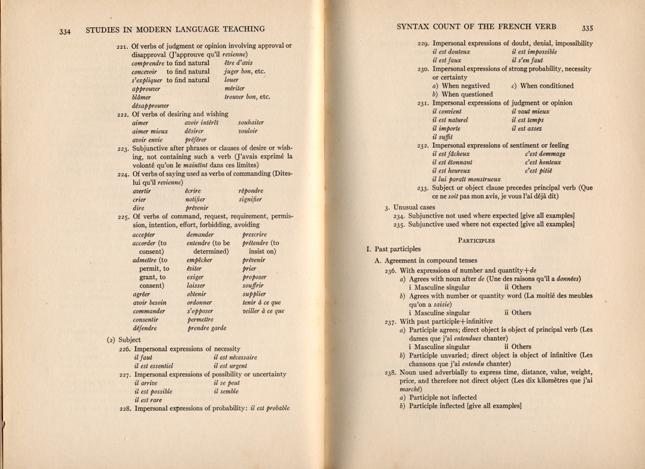 334 STUDIES IN MODERN LANGUAGE TEACHING
221. Of verbs of judgment or opinion involving approval or
disapproval (J'approuve qu'il revienne)
comprendre to find natural être d'avis
concevoir to find natural juger bon, etc.
s'expliquer to find natural louer
approuver mériter
blâmer trouver bon, etc.
désapprouver
222. Of verbs of desiring and wishing
aimer avoir intérêt souhaiter
aimer mieux désirer vouloir
avoir envie préférer
223. Subjunctive after phrases or clauses of desire or wish-
ing, not containing such a verb (J'avais exprimé la
volonté qu'on le maintînt dans ces limites)
224. Of verbs of saying used as verbs of commanding (Dites-
lui qu'il revienne)
avertir écrire répondre
crier notifier signifier
dire prévenir
225. Of verbs of command, request, requirement, permis-
sion, intention, effort, forbidding, avoiding
accepter demander prescrire
accorder (to entendre (to be prétendre (to
consent) determined) insist on)
admettre (to empêcher prévenir
permit, to éviter prier
grant, to exiger proposer
consent) laisser souffrir
agréer obtenir supplier
avoir besoin ordonner tenir à ce que
commander s'opposer veiller à ce que
consentir permettre
défendre prendre garde
(2) Subject
226. Impersonal expressions of necessity
il faut il est nécessaire
il est essentiel il est urgent
227. Impersonal expressions of possibility or uncertainty
il arrive il se peut
il est possible il semble
il est rare
228. Impersonal expressions of probability: il est probable
SYNTAX COUNT OF THE FRENCH VERB 335
229. Impersonal expressions of doubt, denial, impossibility
il est douteux il est impossible
il est faux il s'en faut
230. Impersonal expressions of strong probability, necessity
or certainty
a) When negatived c) When conditioned
b) When questioned
231. Impersonal expressions of judgment or opinion
il convient il vaut mieux
il est naturel il est temps
il importe il est assez
il suffit
232. Impersonal expressions of sentiment or feeling
il est fâcheux c'est dommage
il est étonnant c'est honteux
il est heureux c'est pitié
il lui paraît monstrueux
233. Subject or object clause precedes principal verb (Que
ce ne soit pas mon avis, je vous l'ai déjà dit)
3. Unusual cases
234. Subjunctive not used where expected [give all examples]
235. Subjunctive used where not expected [give all examples]
PARTICIPLES
I. Past participles
A. Agreement in compound tenses
236. With expressions of number and quantity+de
a) Agrees with noun after de (Une des raisons qu'il a données)
i Masculine singular ii Others
b) Agrees with number or quantity word (La moitié des meubles
qu'on a saisie)
i Masculine singular ii Others
237. With past participle+infinitive
a) Participle agrees; direct object is object of principal verb (Les
dames que j'ai entendues chanter)
i Masculine singular ii Others
b) Participle unvaried; direct object is object of infinitive (Les
chansons que j'ai entendu chanter)
238. Noun used adverbially to express time, distance, value, weight,
price, and therefore not direct object (Les dix kilomètres que j'ai
marché)
a) Participle not inflected
b) Participle inflected [give all examples]